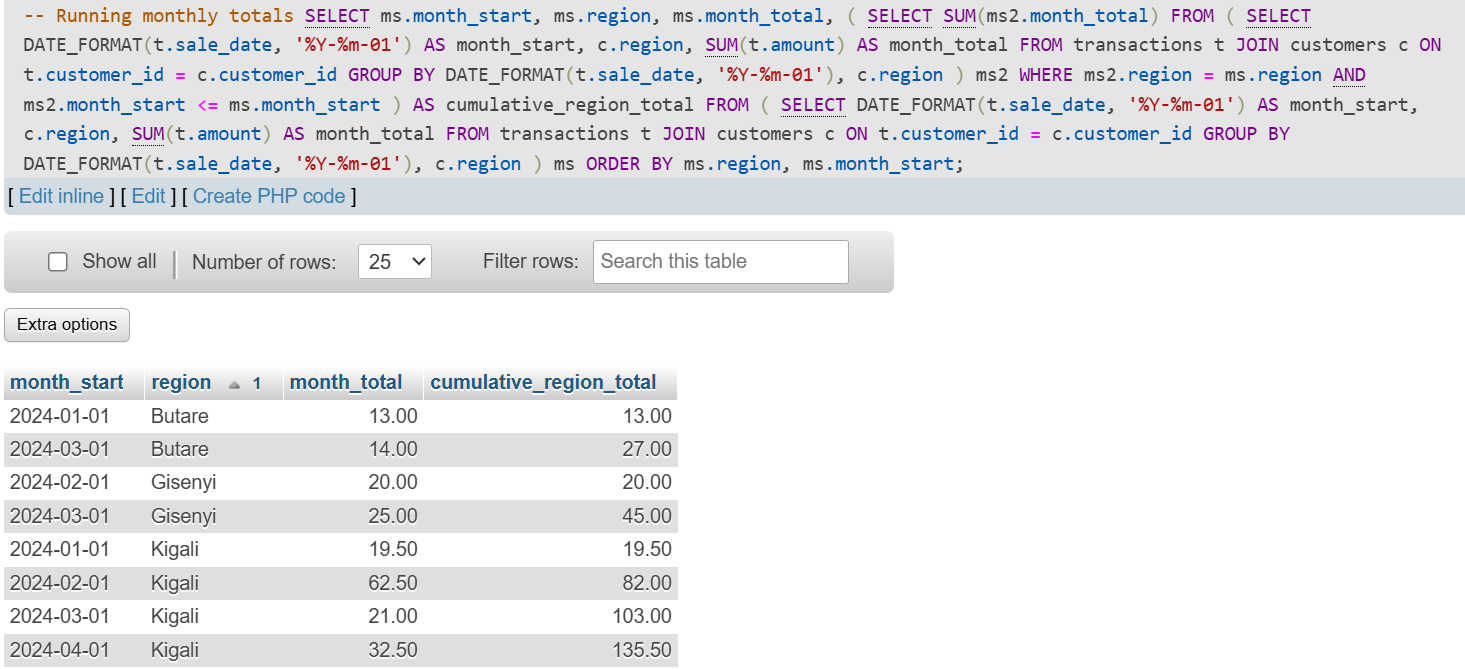 -- Running monthly totals SELECT ms.month_start, ms.region, ms.month_total, ( SELECT SUM(ms2.month_total) FROM ( SELECT
DATE_FORMAT(t.sale_date, '%Y-%m-01') AS month_start, c.region, SUM(t.amount) AS month_total FROM transactions t JOIN customers c ON
t.customer_id = c.customer_id GROUP BY DATE_FORMAT(t.sale_date, '%Y-%m-01'), c.region ) ms2 WHERE ms2.region = ms.region AND
ms2.month_start <= ms.month_start ) AS cumulative_region_total FROM ( SELECT DATE_FORMAT(t.sale_date, '%Y-%m-01') AS month_start,
c.region, SUM(t.amount) AS month_total FROM transactions t JOIN customers c ON t.customer_id = c.customer_id GROUP BY
DATE_FORMAT(t.sale_date, '%Y-%m-01'), c.region ) ms ORDER BY ms.region, ms.month_start;
[ Edit inline ] [ Edit ] [ Create PHP code ]
Show all | Number of rows: 25 Filter rows: Search this table
Extra options
month_start region 1 month_total cumulative_region_total
2024-01-01 Butare 13.00 13.00
2024-03-01 Butare 14.00 27.00
2024-02-01 Gisenyi 20.00 20.00
2024-03-01 Gisenyi 25.00 45.00
2024-01-01 Kigali 19.50 19.50
2024-02-01 Kigali 62.50 82.00
2024-03-01 Kigali 21.00 103.00
2024-04-01 Kigali 32.50 135.50